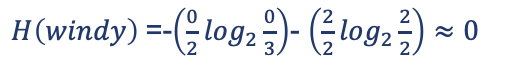 H(windy) =-(0/2 log₂ 0/3)- (2/2 log₂ 2/2) ≈ 0